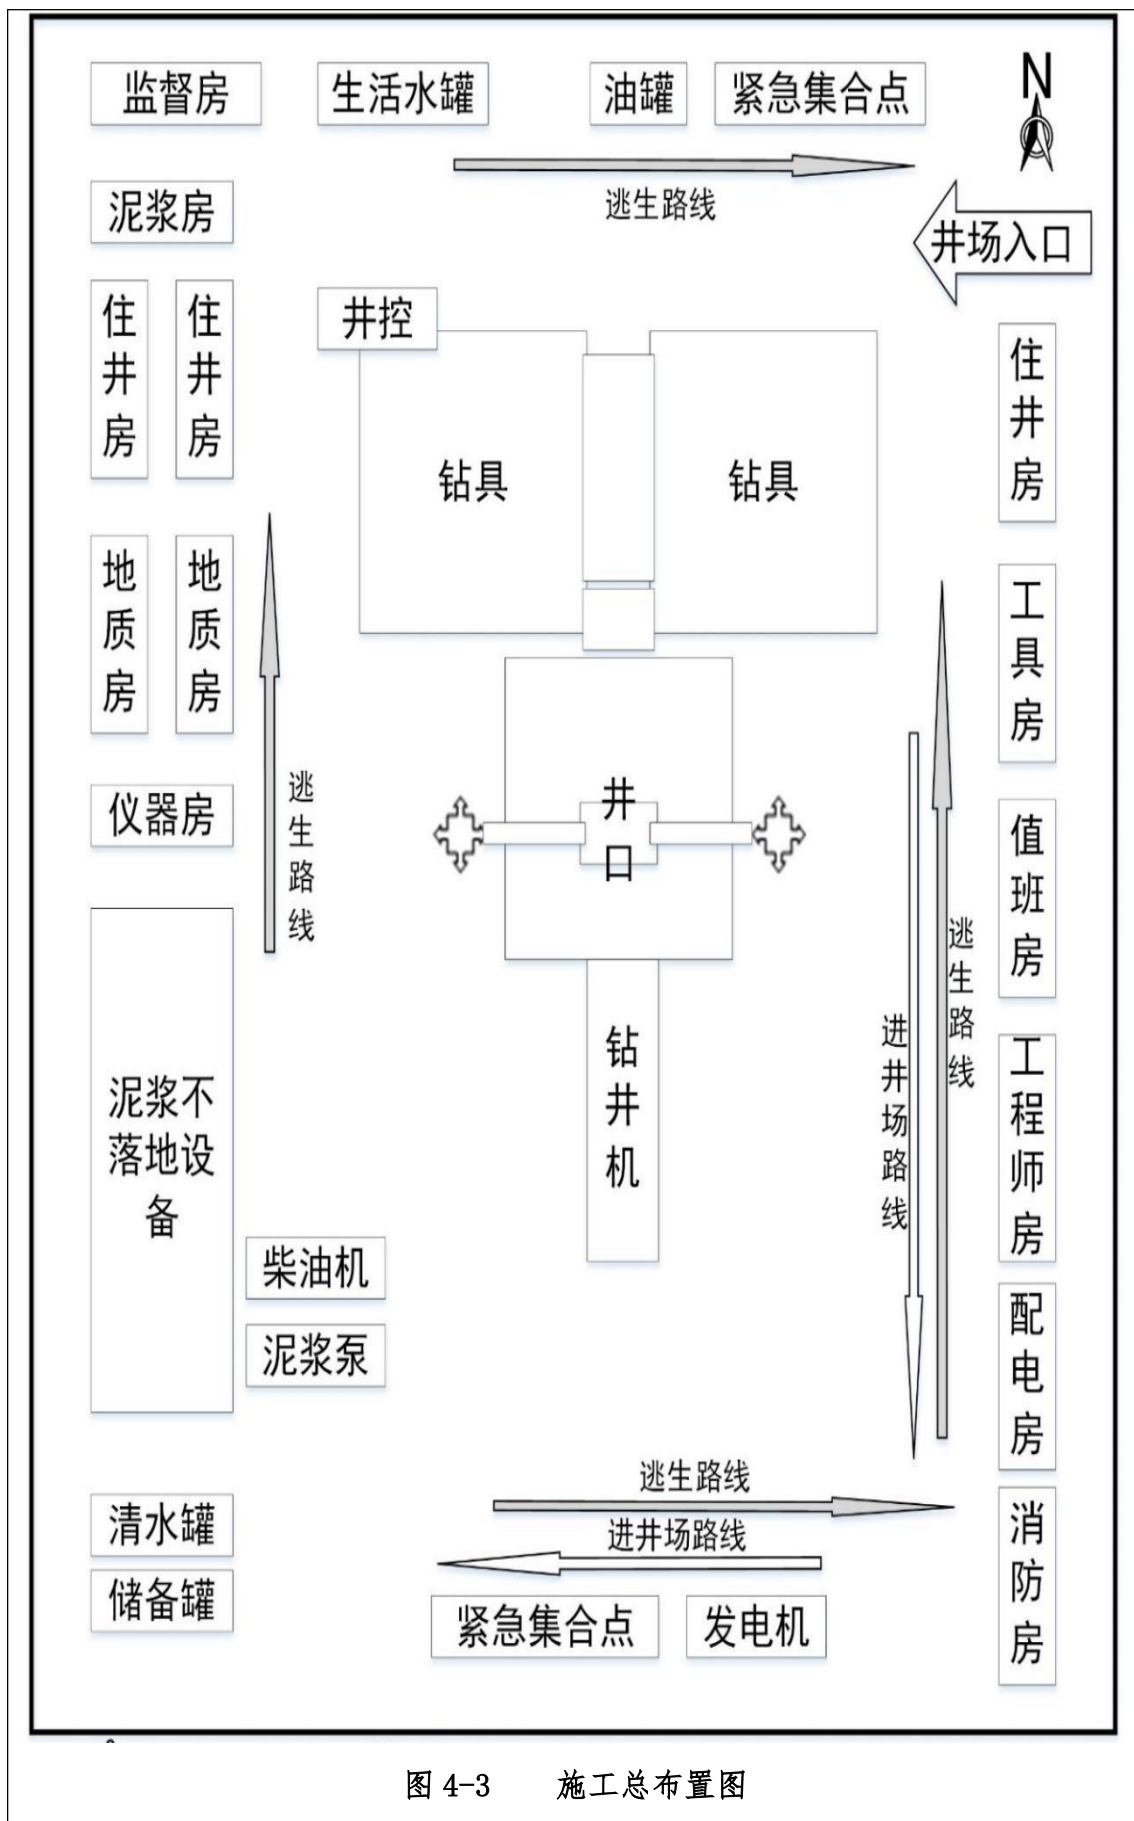 监督房
生活水罐
油罐
紧急集合点
N
逃生路线
泥浆房
井场入口
住井房
住井房
井控
住井房
钻具
钻具
地质房
地质房
工具房
仪器房
逃生路线
井口
值班房
逃生路线
进井场路线
泥浆不
落地设
备
钻井机
工程师房
柴油机
泥浆泵
配电房
逃生路线
进井场路线
清水罐
储备罐
紧急集合点
发电机
消防房
图 4-3 施工总布置图